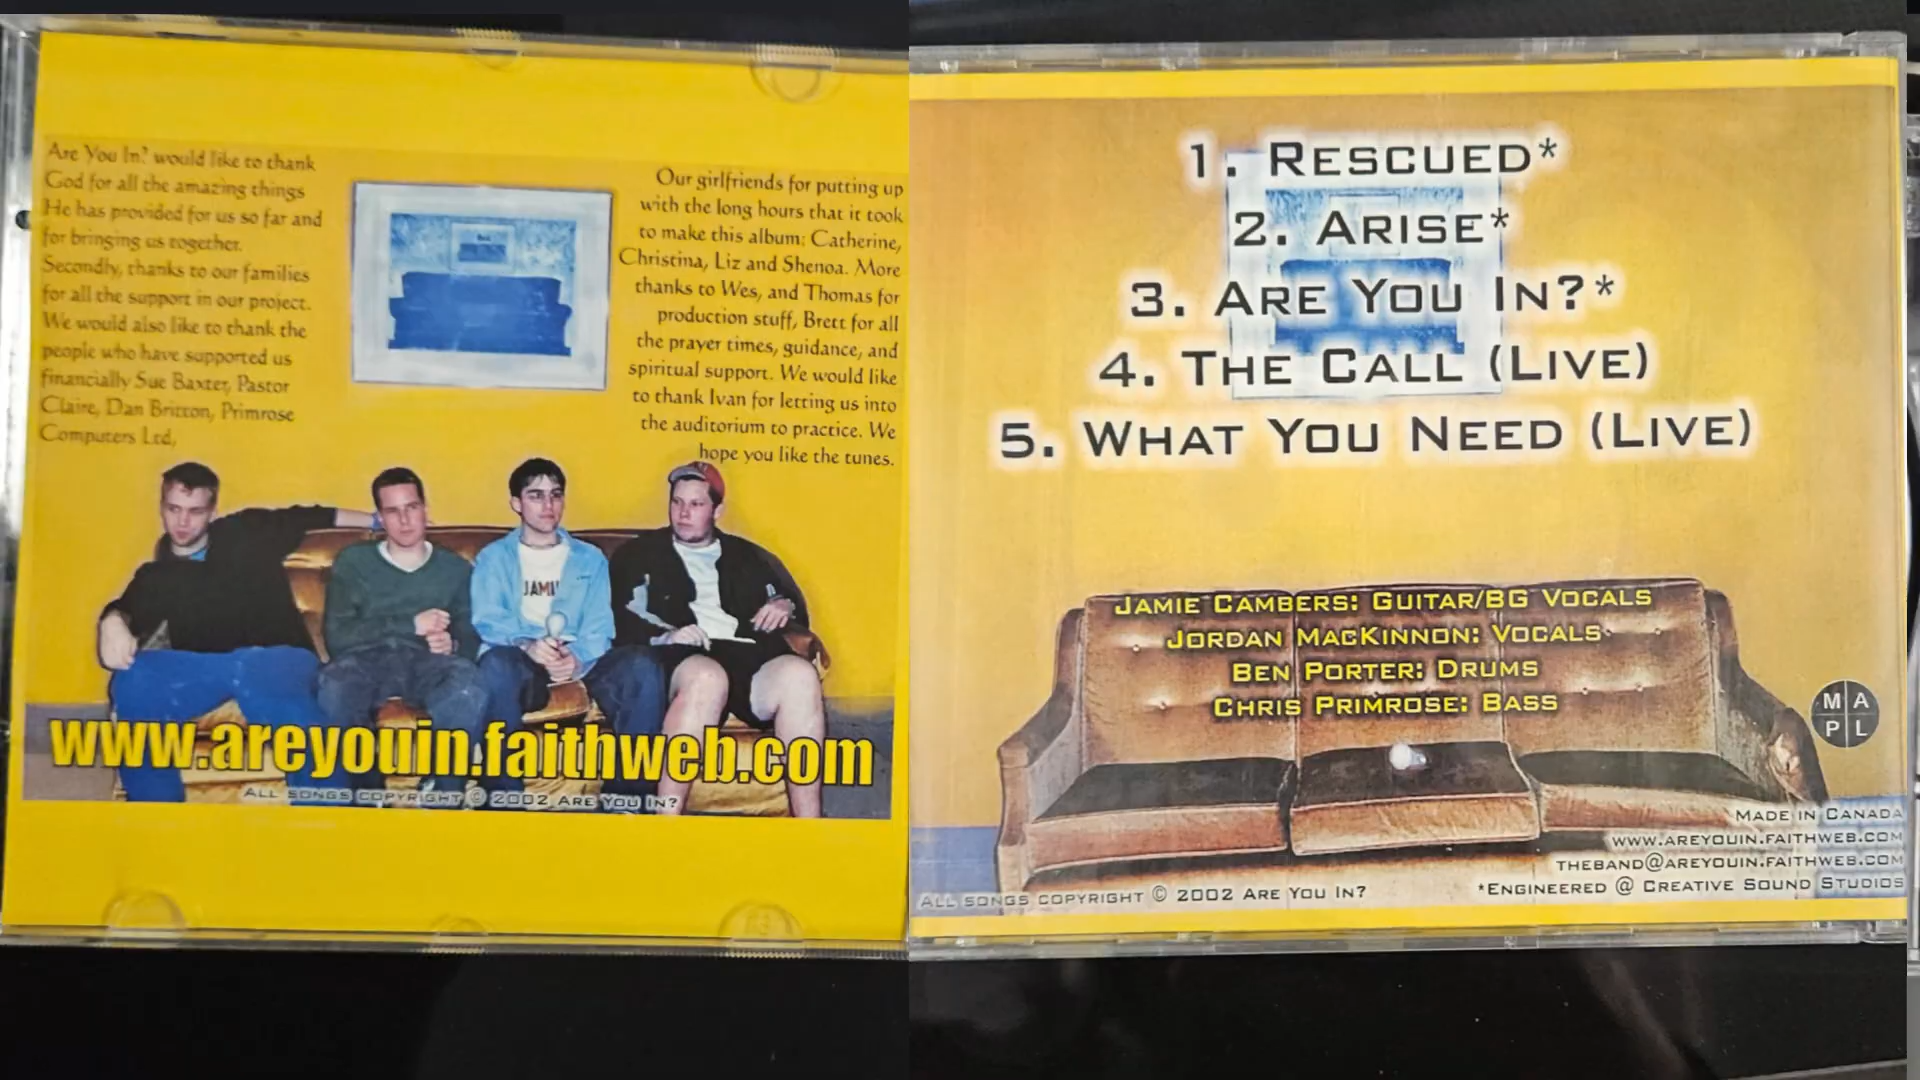 Are You In? would like to thank
God for all the amazing things
He has provided for us so far and
for bringing us together.
Secondly, thanks to our families
for all the support in our project.
We would also like to thank the
people who have supported us
financially Sue Baxter, Pastor
Claire, Dan Britton, Primrose
Computers Ltd,
Our girlfriends for putting up
with the long hours that it took
to make this album: Catherine,
Christina, Liz and Shenoa. More
thanks to Wes, and Thomas for
production stuff, Brett for all
the prayer times, guidance, and
spiritual support. We would like
to thank Ivan for letting us into
the auditorium to practice. We
hope you like the tunes.
www.areyouin.faithweb.com
All songs copyright © 2002 Are You In?
1. Rescued*
2. Arise*
3. Are You In?*
4. The Call (Live)
5. What You Need (Live)
Jamie Cambers: Guitar/BG Vocals
Jordan MacKinnon: Vocals
Ben Porter: Drums
Chris Primrose: Bass
M A
P L
Made in Canada
www.areyouin.faithweb.com
theband@areyouin.faithweb.com
*Engineered @ Creative Sound Studios
All songs copyright © 2002 Are You In?